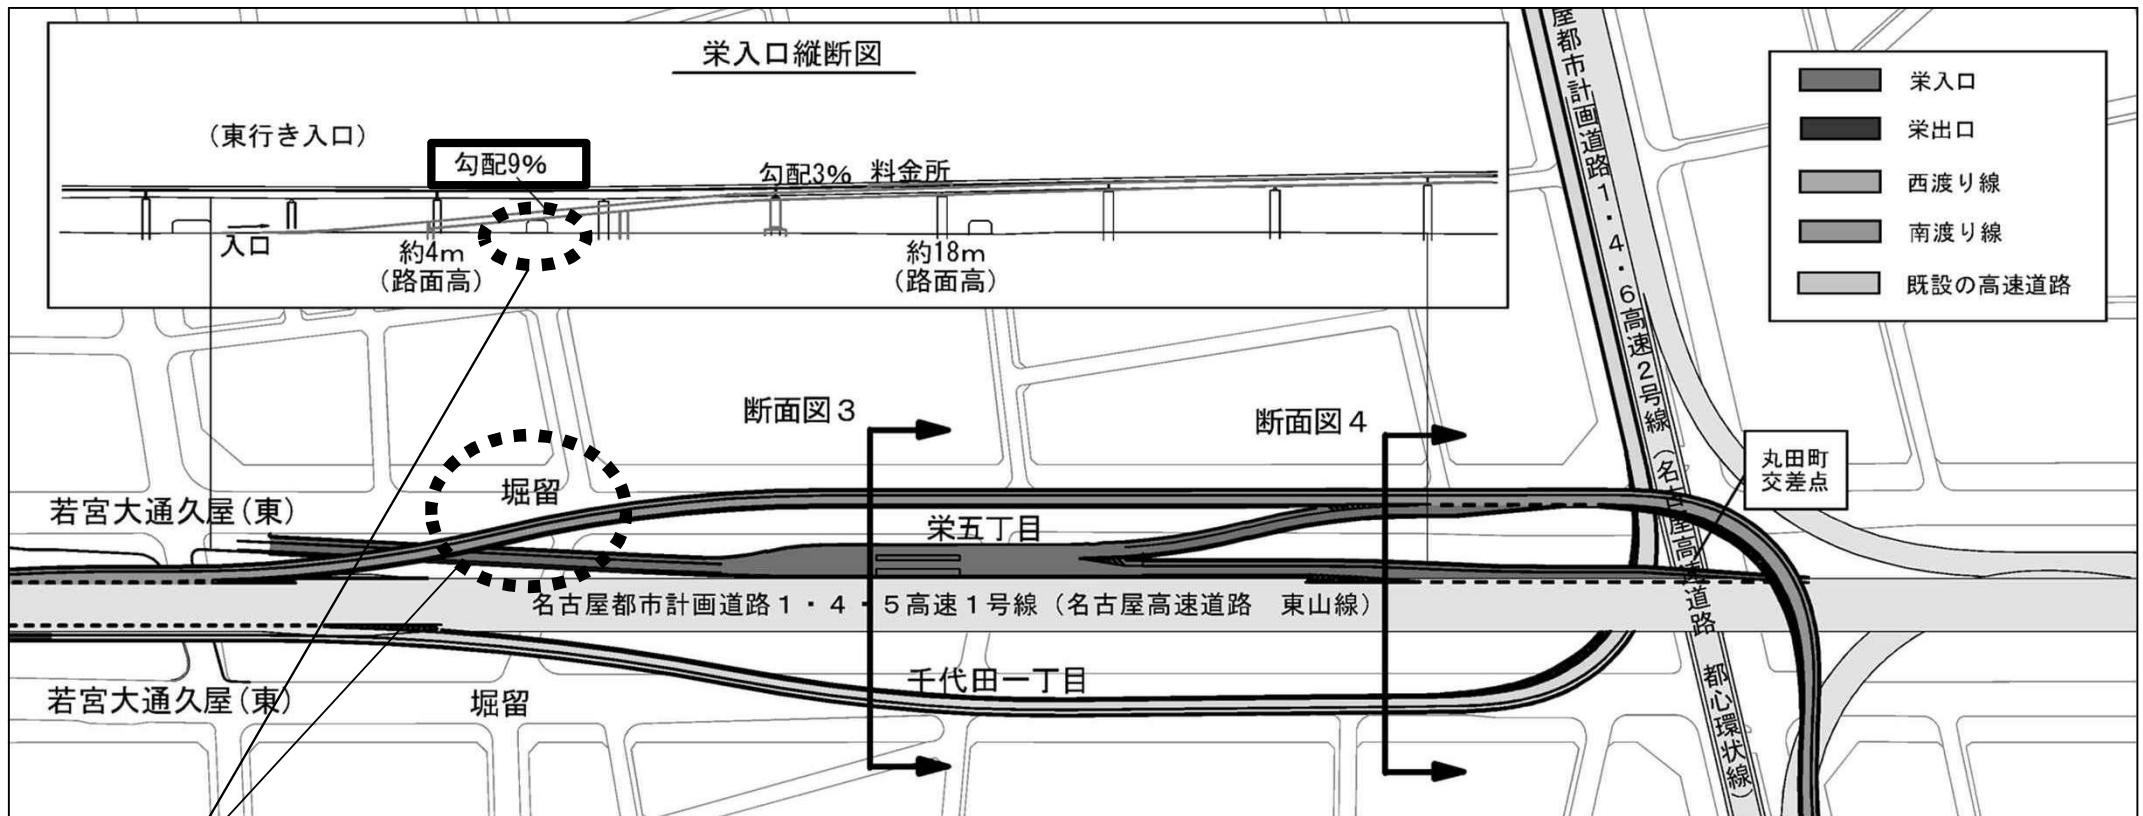 栄入口縦断図
(東行き入口)
勾配9%
勾配3% 料金所
入口
約4m
(路面高)
約18m
(路面高)
栄入口
栄出口
西渡り線
南渡り線
既設の高速道路
屋都市計画道路1・4・6高速2号線(名古屋高速道路 都心環状線)
断面図3
断面図4
丸田町
交差点
堀留
若宮大通久屋(東)
栄五丁目
名古屋都市計画道路1・4・5高速1号線(名古屋高速道路 東山線)
千代田一丁目
若宮大通久屋(東)
堀留